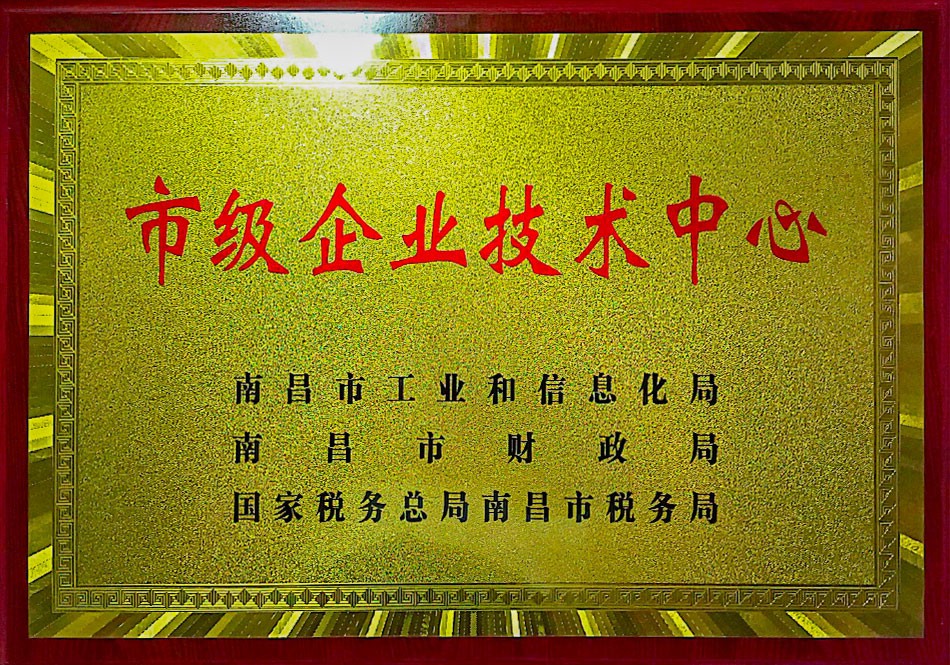 市级企业技术中心
南昌市工业和信息化局
南昌市财政局
国家税务总局南昌市税务局